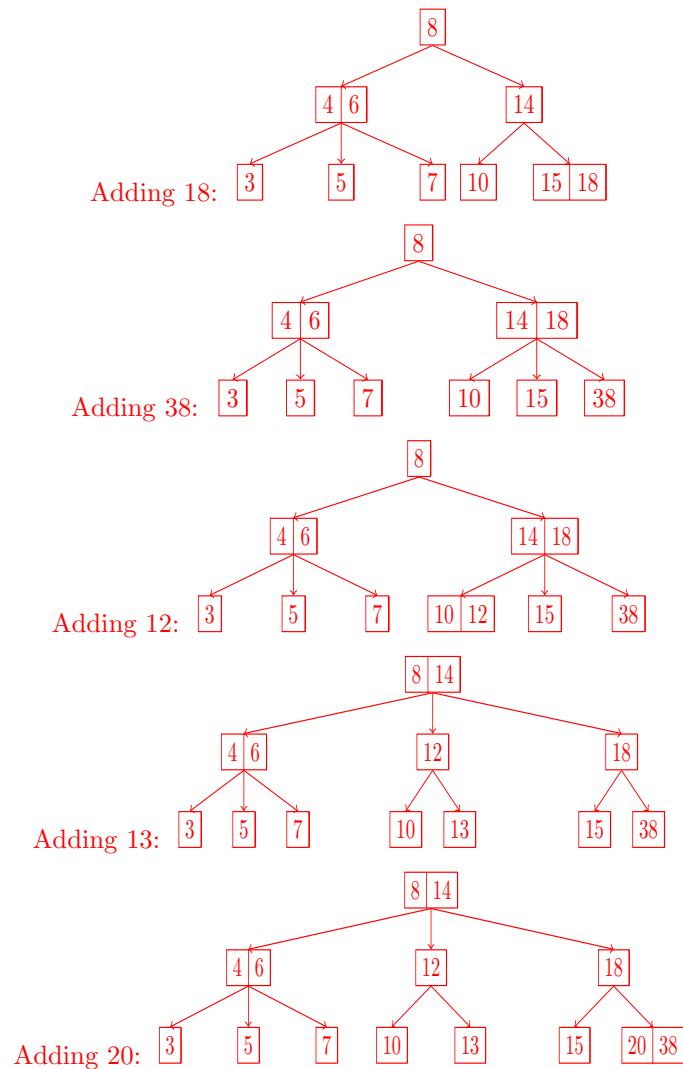 8
4 6 14
Adding 18: 3 5 7 10 15 18
8
4 6 14 18
Adding 38: 3 5 7 10 15 38
8
4 6 14 18
Adding 12: 3 5 7 10 12 15 38
8 14
4 6 12 18
Adding 13: 3 5 7 10 13 15 38
8 14
4 6 12 18
Adding 20: 3 5 7 10 13 15 20 38